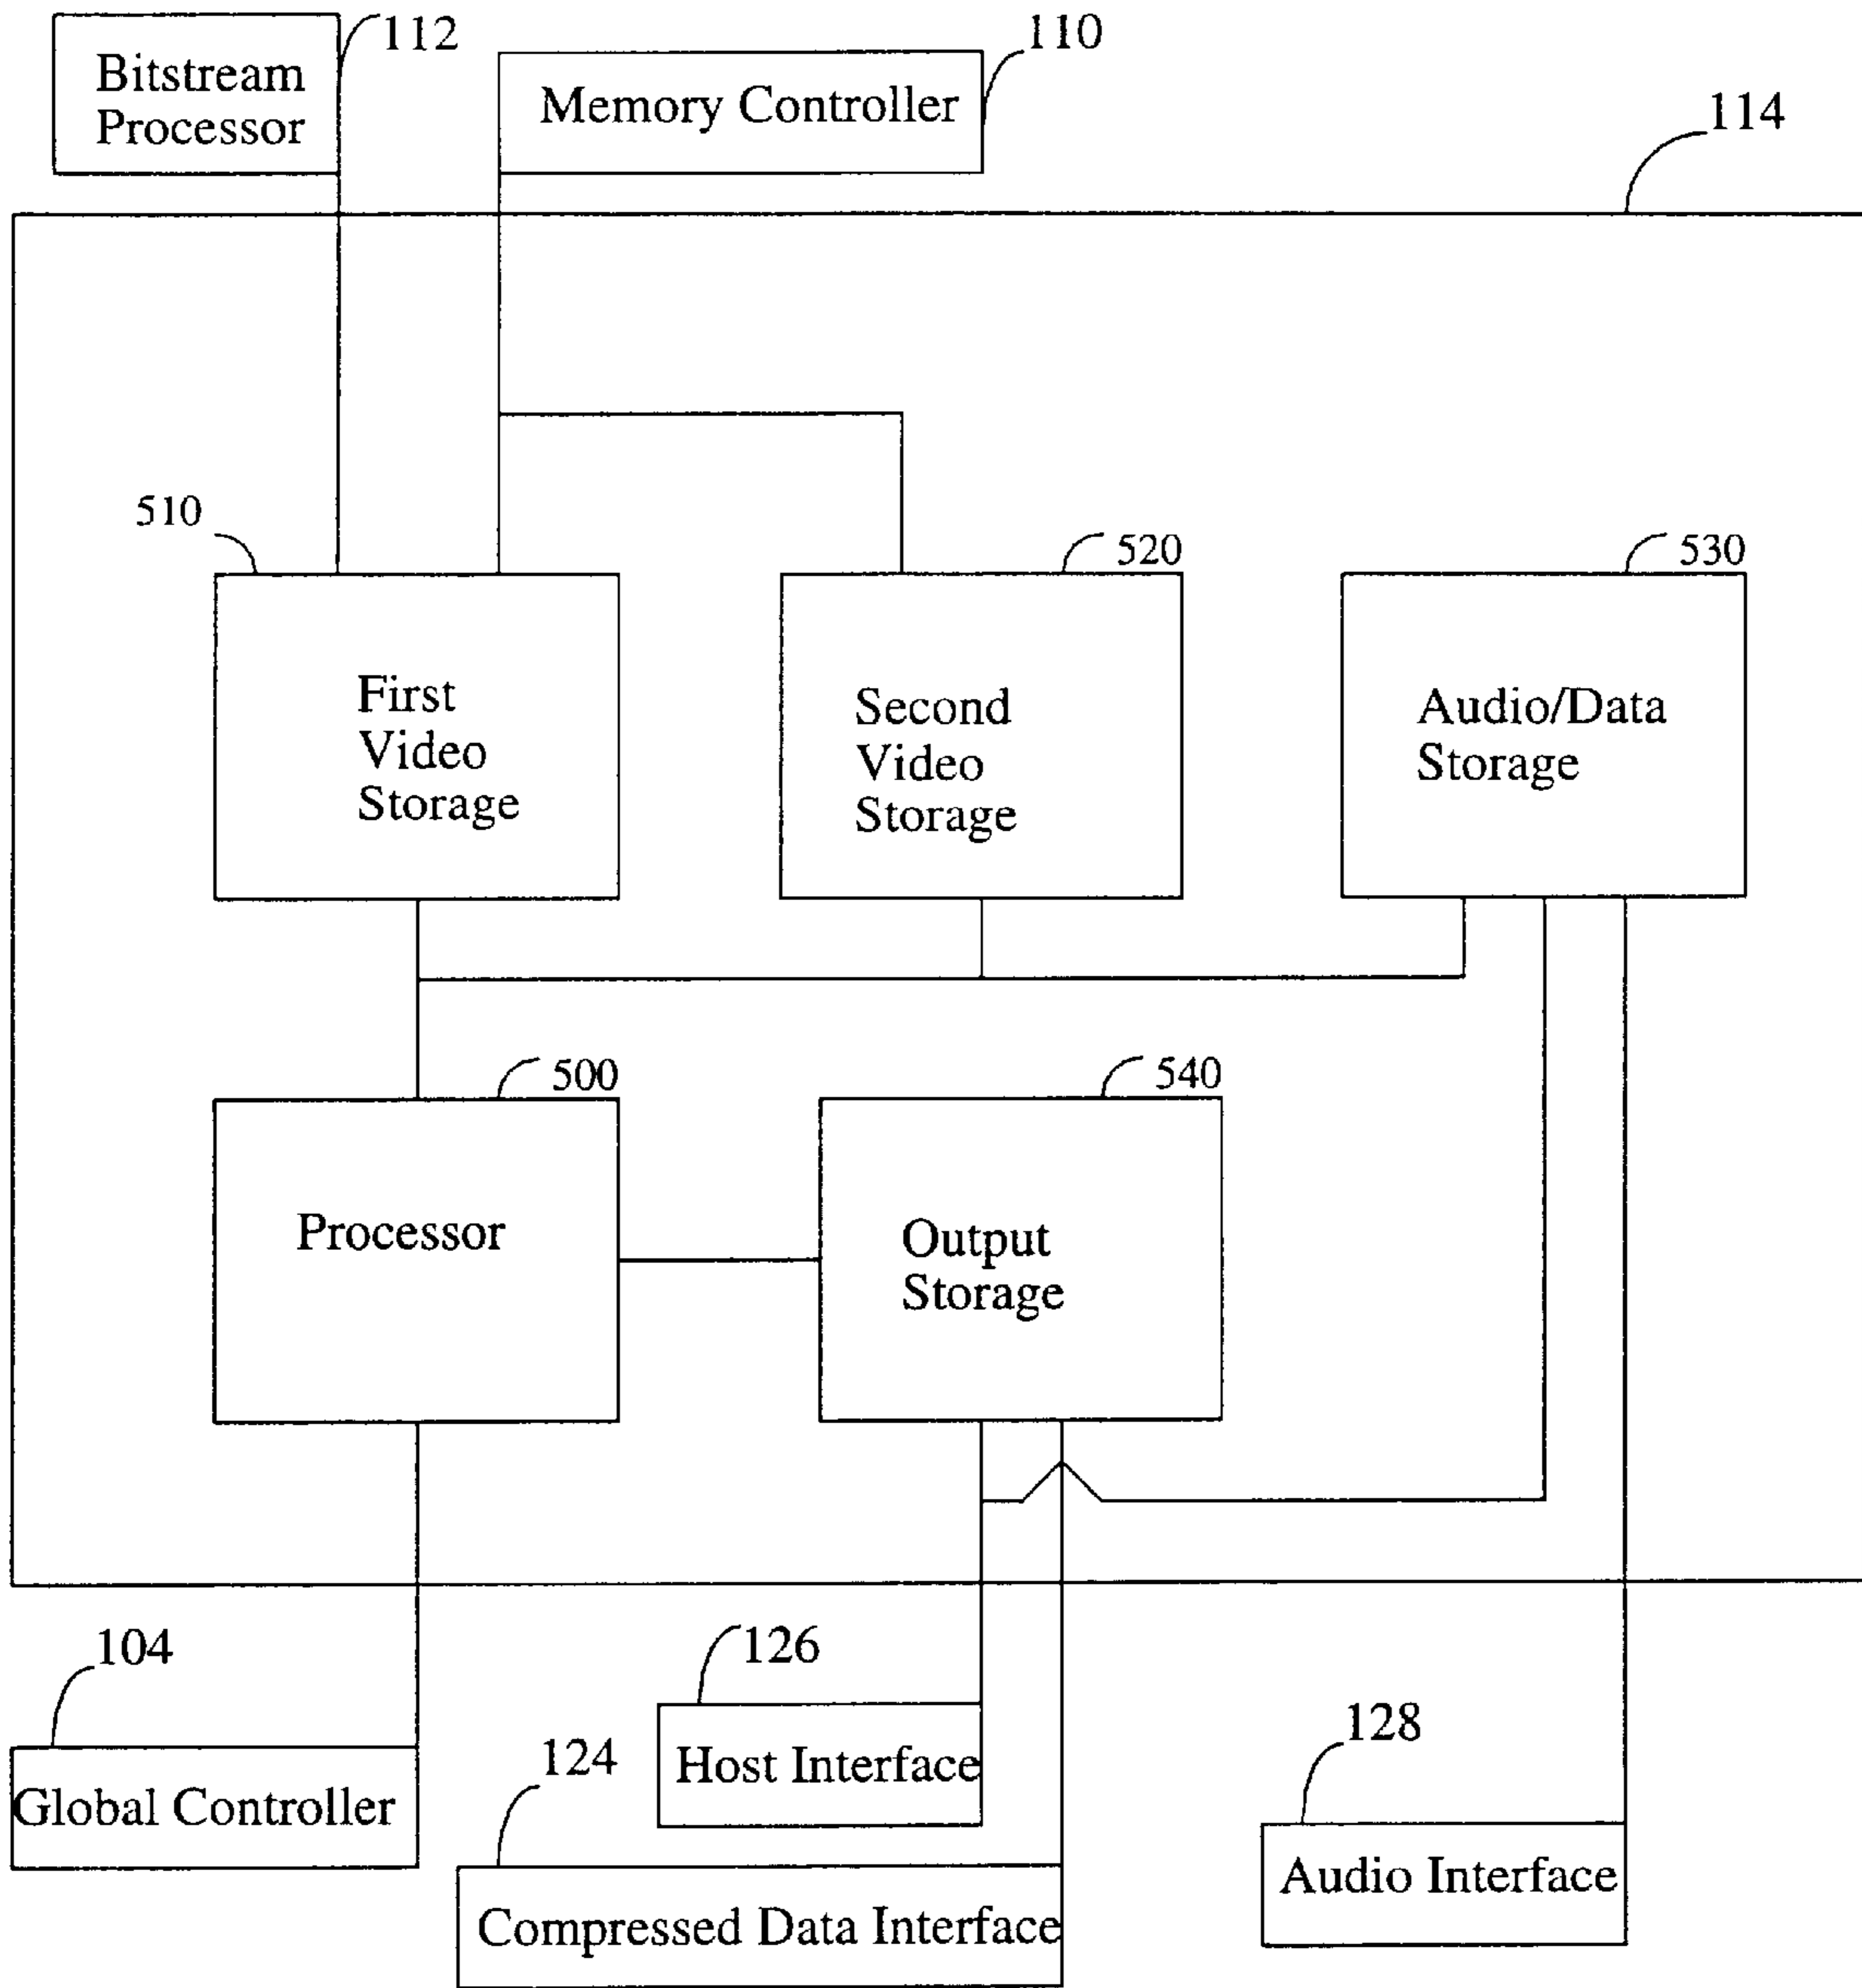 112
Bitstream
Processor
110
Memory Controller
114
510
520
530
First
Video
Storage
Second
Video
Storage
Audio/Data
Storage
500
540
Processor
Output
Storage
104
Global Controller
126
Host Interface
124
Compressed Data Interface
128
Audio Interface